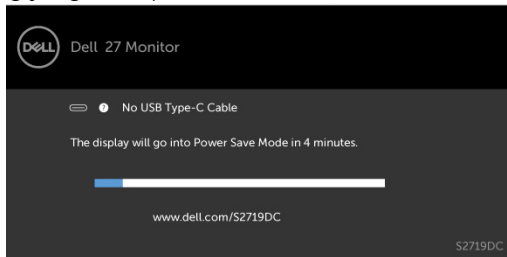 DELL
Dell 27 Monitor
? No USB Type-C Cable
The display will go into Power Save Mode in 4 minutes.
www.dell.com/S2719DC
S2719DC